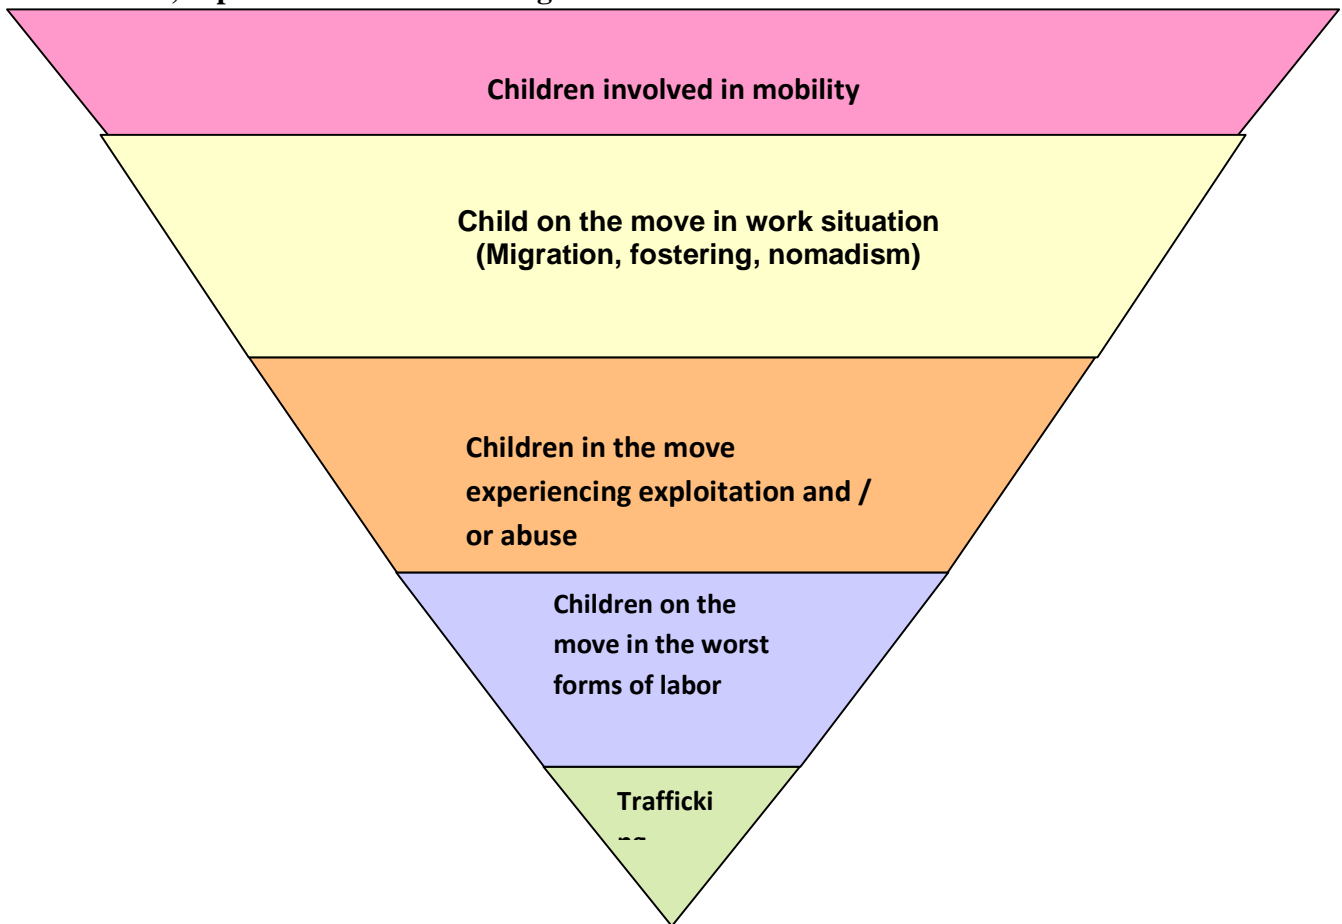 Children involved in mobility
Child on the move in work situation
(Migration, fostering, nomadism)
Children in the move
experiencing exploitation and /
or abuse
Children on the
move in the worst
forms of labor
Trafficki